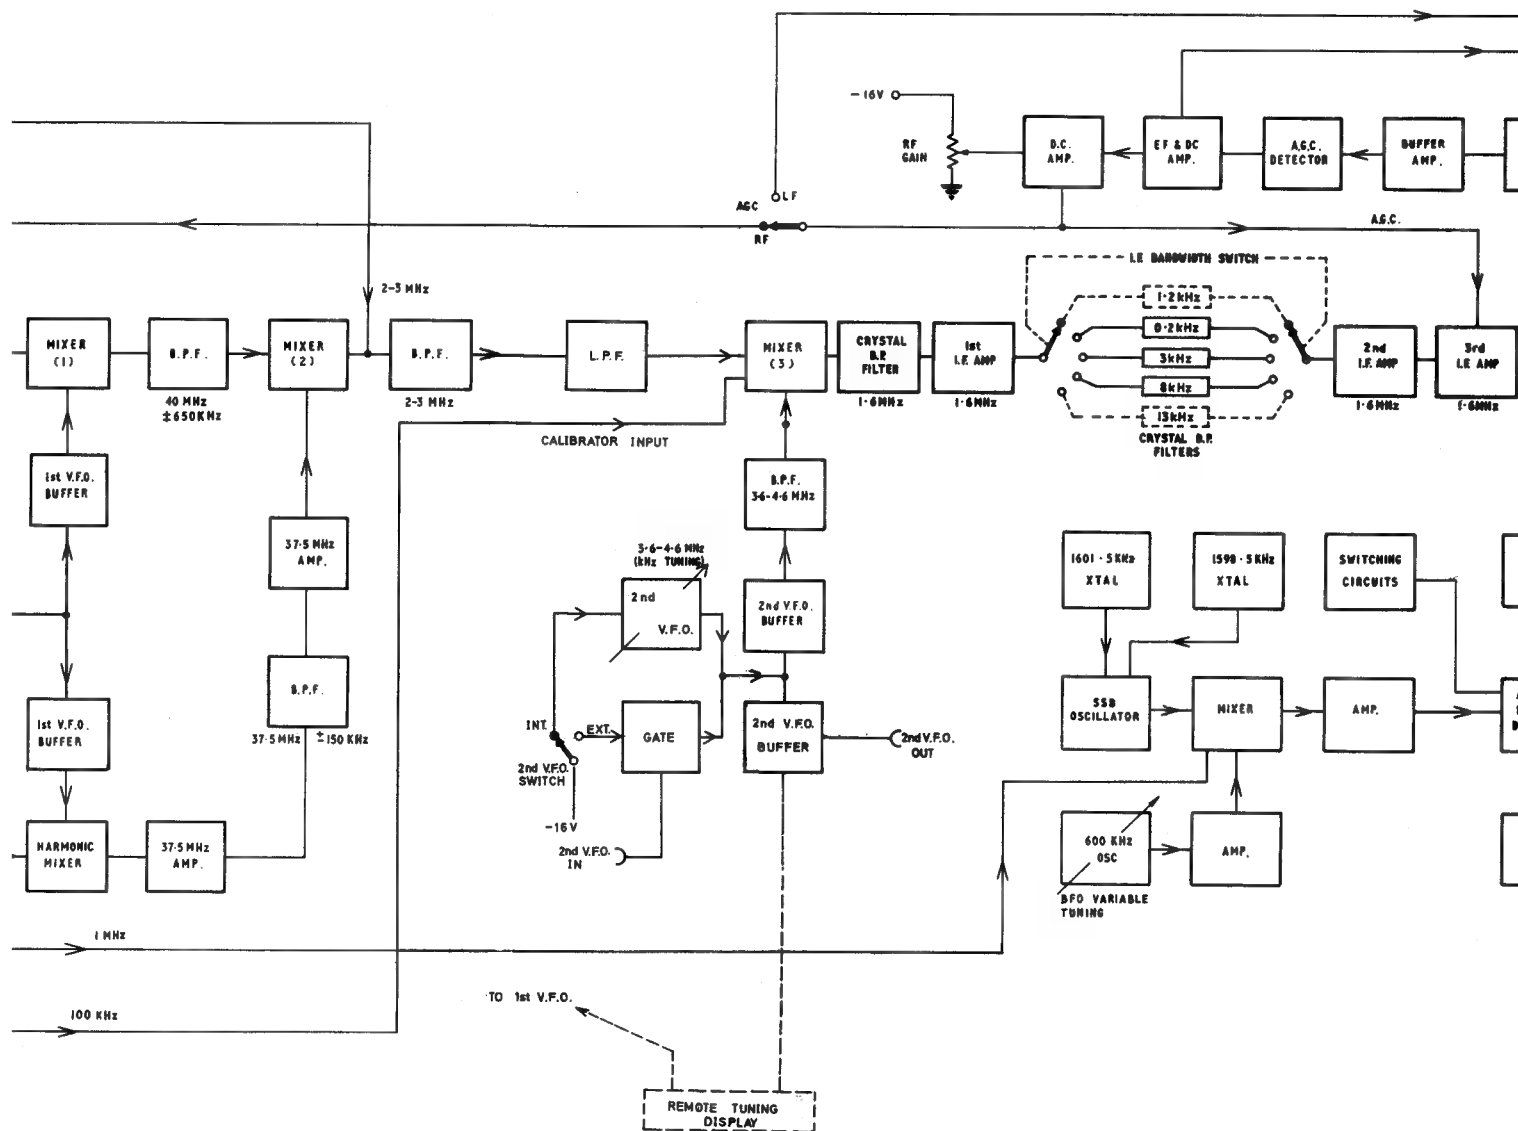 -16V
RF
GAIN
D.C.
AMP.
EF & DC
AMP.
A.G.C.
DETECTOR
BUFFER
AMP.
AGC
LF
RF
A.G.C.
I.F. BANDWIDTH SWITCH
2-3 MHz
1·2kHz
0·2kHz
3kHz
8kHz
13kHz
CRYSTAL B.P.
FILTERS
MIXER
(1)
B.P.F.
40 MHz
±650KHz
MIXER
(2)
B.P.F.
2-3 MHz
L.P.F.
MIXER
(3)
CRYSTAL
B.P.
FILTER
1·6MHz
1st
I.F. AMP
1·6MHz
2nd
I.F. AMP
1·6MHz
3rd
I.F. AMP
1·6MHz
CALIBRATOR INPUT
1st V.F.O.
BUFFER
B.P.F.
3·6-4·6 MHz
37·5 MHz
AMP.
3·6-4·6 MHz
(kHz TUNING)
2nd
V.F.O.
2nd V.F.O.
BUFFER
1601·5KHz
XTAL
1598·5KHz
XTAL
SWITCHING
CIRCUITS
B.P.F.
37·5 MHz ±150 KHz
1st V.F.O.
BUFFER
INT.
EXT.
GATE
2nd V.F.O.
BUFFER
2nd V.F.O.
OUT
2nd V.F.O.
SWITCH
-16V
2nd V.F.O.
IN
SSB
OSCILLATOR
MIXER
AMP.
HARMONIC
MIXER
37·5 MHz
AMP.
600 KHz
OSC
AMP.
BFO VARIABLE
TUNING
1 MHz
TO 1st V.F.O.
100 KHz
REMOTE TUNING
DISPLAY